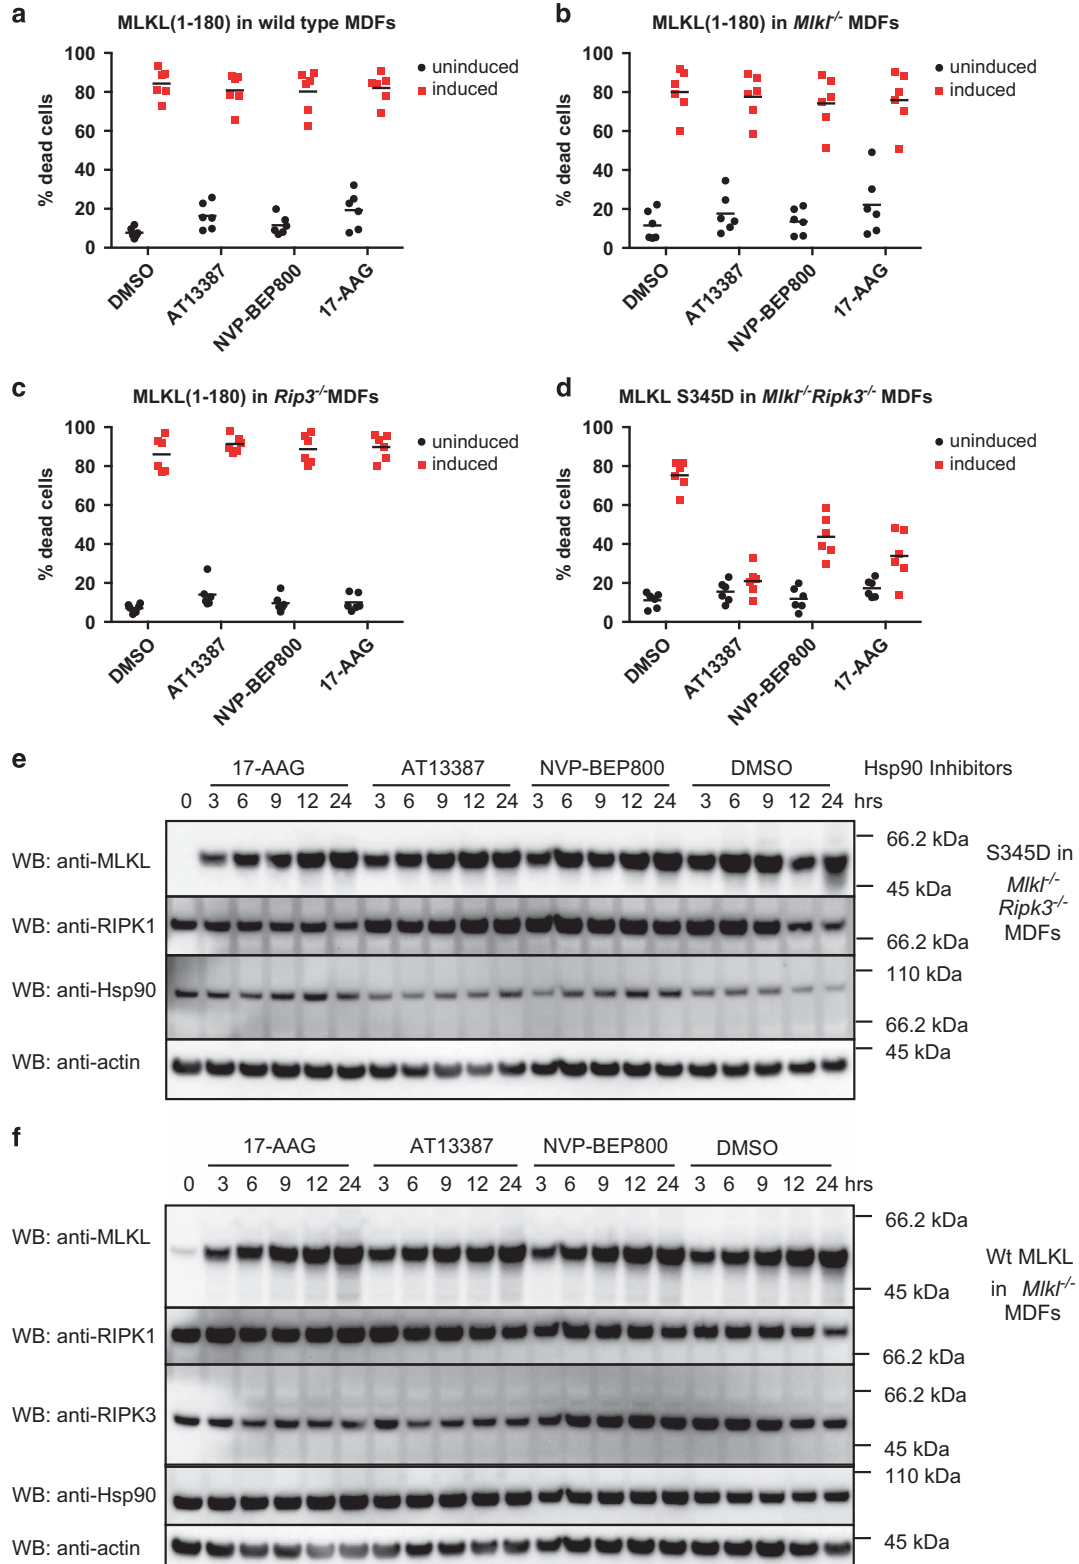 a
MLKL(1-180) in wild type MDFs
% dead cells
100
80
60
40
20
0
DMSO
AT13387
NVP-BEP800
17-AAG
uninduced
induced
b
MLKL(1-180) in Mlkl-/- MDFs
% dead cells
100
80
60
40
20
0
DMSO
AT13387
NVP-BEP800
17-AAG
uninduced
induced
c
MLKL(1-180) in Rip3-/-MDFs
% dead cells
100
80
60
40
20
0
DMSO
AT13387
NVP-BEP800
17-AAG
uninduced
induced
d
MLKL S345D in Mlkl-/-Ripk3-/- MDFs
% dead cells
100
80
60
40
20
0
DMSO
AT13387
NVP-BEP800
17-AAG
uninduced
induced
e
17-AAG AT13387 NVP-BEP800 DMSO Hsp90 Inhibitors
0 3 6 9 12 24 3 6 9 12 24 3 6 9 12 24 3 6 9 12 24 hrs
WB: anti-MLKL
66.2 kDa
45 kDa
WB: anti-RIPK1
66.2 kDa
WB: anti-Hsp90
110 kDa
66.2 kDa
WB: anti-actin
45 kDa
S345D in
Mlkl-/-
Ripk3-/-
MDFs
f
17-AAG AT13387 NVP-BEP800 DMSO
0 3 6 9 12 24 3 6 9 12 24 3 6 9 12 24 3 6 9 12 24 hrs
WB: anti-MLKL
66.2 kDa
45 kDa
WB: anti-RIPK1
66.2 kDa
WB: anti-RIPK3
66.2 kDa
45 kDa
WB: anti-Hsp90
110 kDa
WB: anti-actin
45 kDa
Wt MLKL
in Mlkl-/-
MDFs